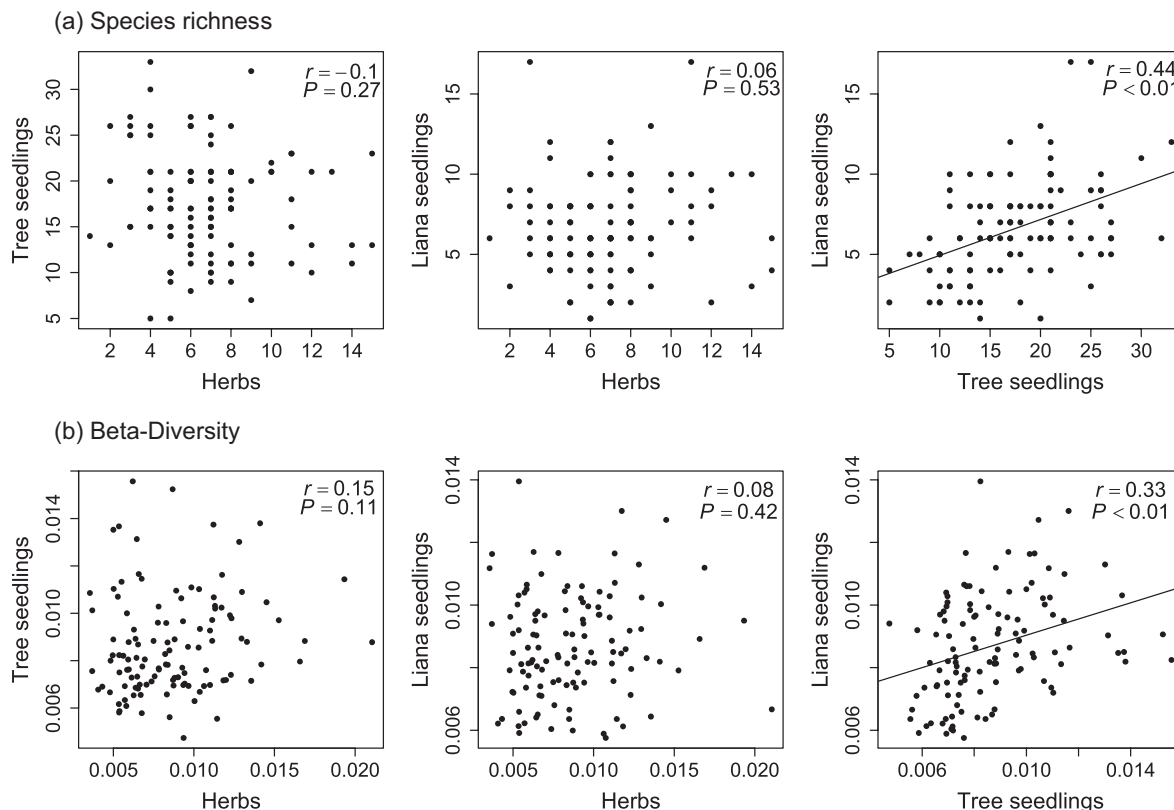 (a) Species richness
Tree seedlings
5 10 15 20 25 30
r = −0.1
P = 0.27
2 4 6 8 10 12 14
Herbs
Liana seedlings
5 10 15
r = 0.06
P = 0.53
2 4 6 8 10 12 14
Herbs
Liana seedlings
5 10 15
r = 0.44
P < 0.01
5 10 15 20 25 30
Tree seedlings
(b) Beta-Diversity
Tree seedlings
0.006 0.010 0.014
r = 0.15
P = 0.11
0.005 0.010 0.015 0.020
Herbs
Liana seedlings
0.006 0.010 0.014
r = 0.08
P = 0.42
0.005 0.010 0.015 0.020
Herbs
Liana seedlings
0.006 0.010 0.014
r = 0.33
P < 0.01
0.006 0.010 0.014
Tree seedlings